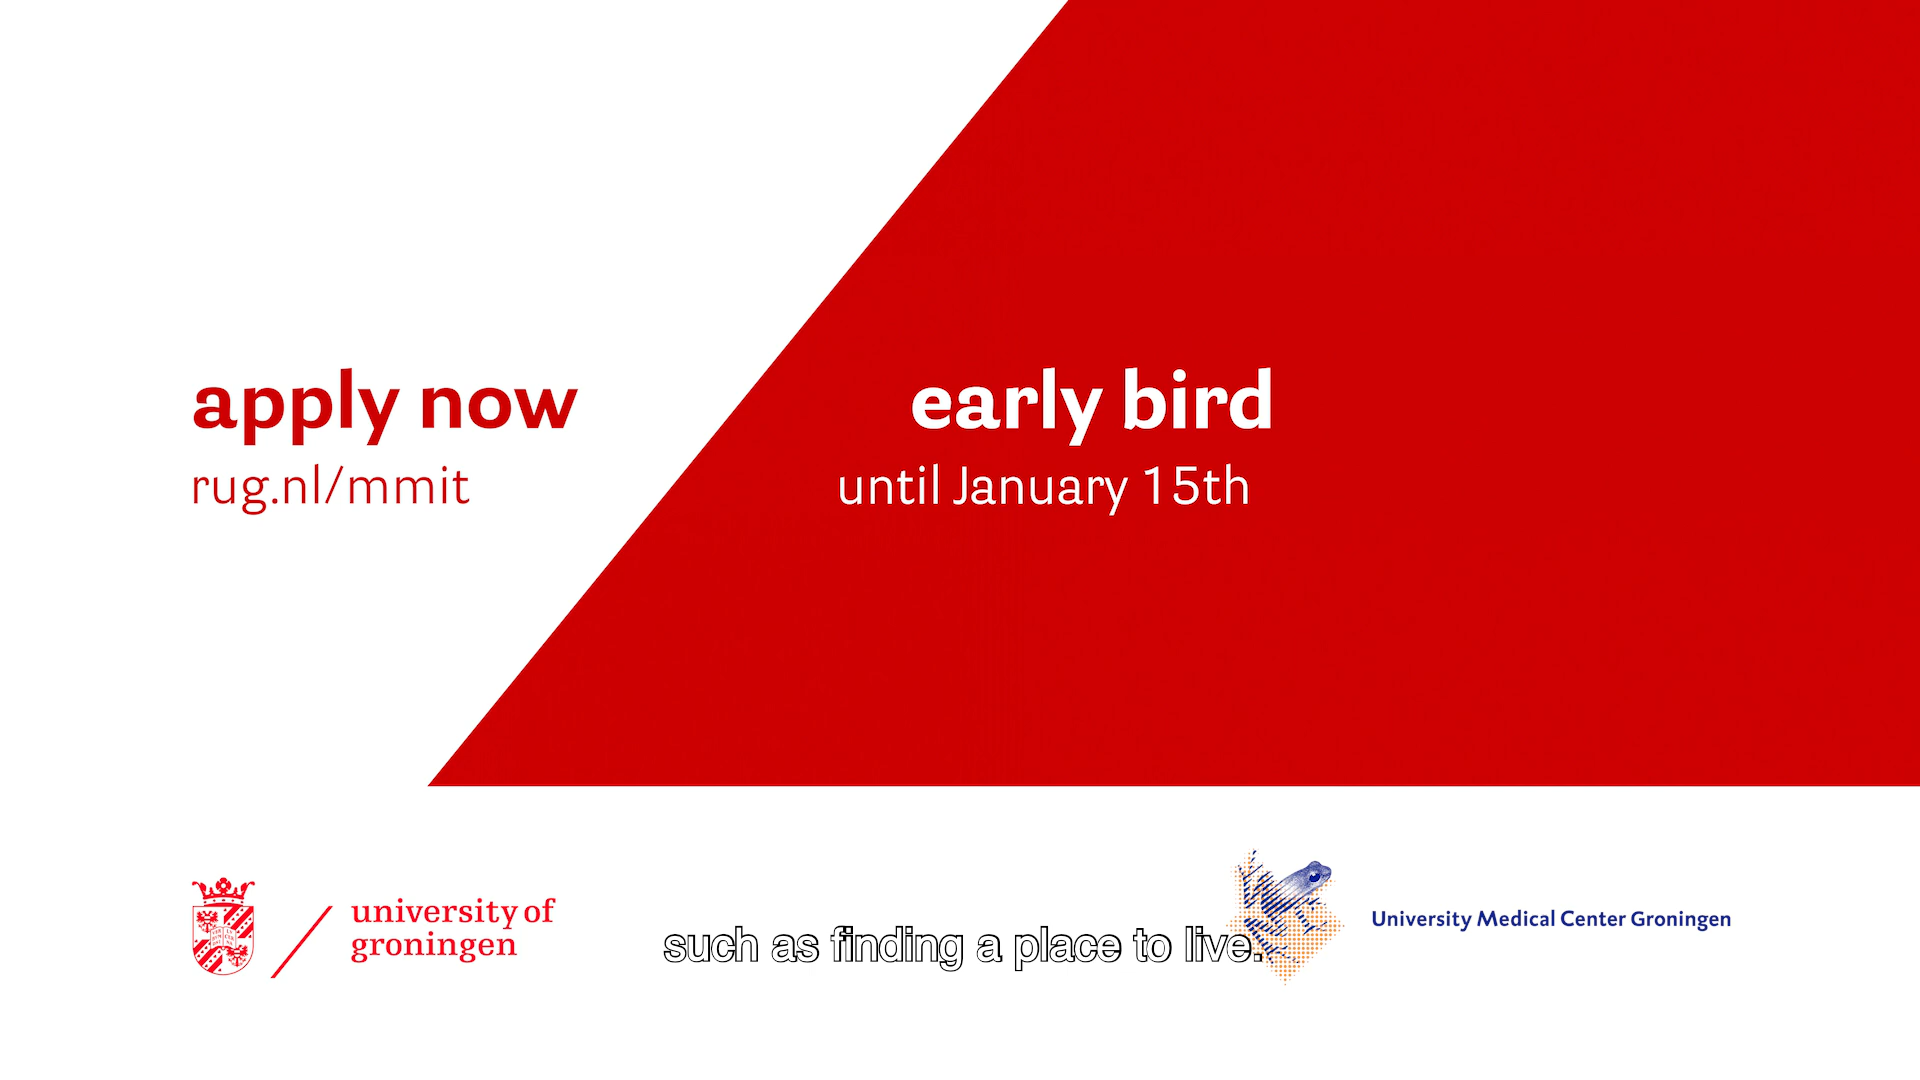 apply now
rug.nl/mmit
early bird
until January 15th
university of
groningen
such as finding a place to live.
University Medical Center Groningen